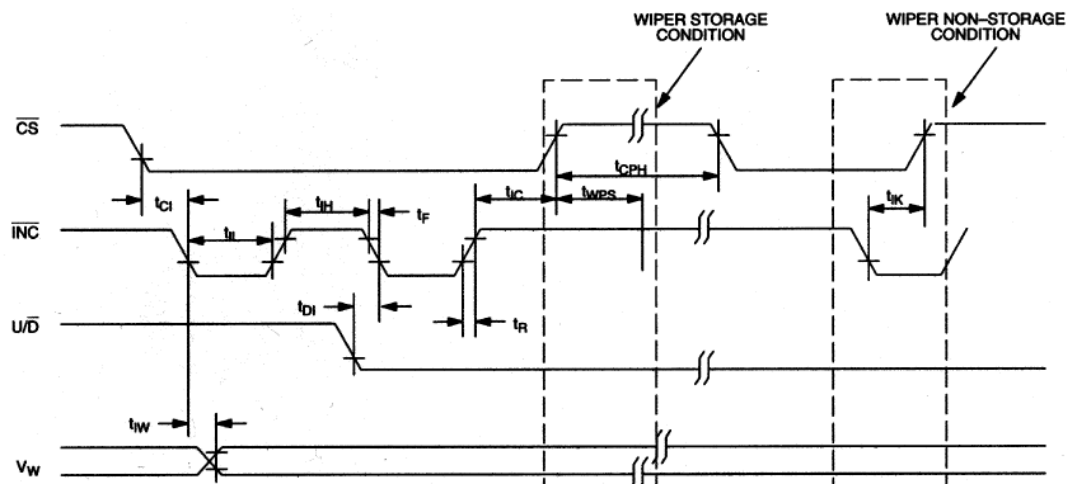 WIPER STORAGE
CONDITION
WIPER NON–STORAGE
CONDITION
CS
tCPH
tCI
tIH
tF
tIC
tWPS
tIK
INC
tIL
tDI
tR
U/D
tIW
VW